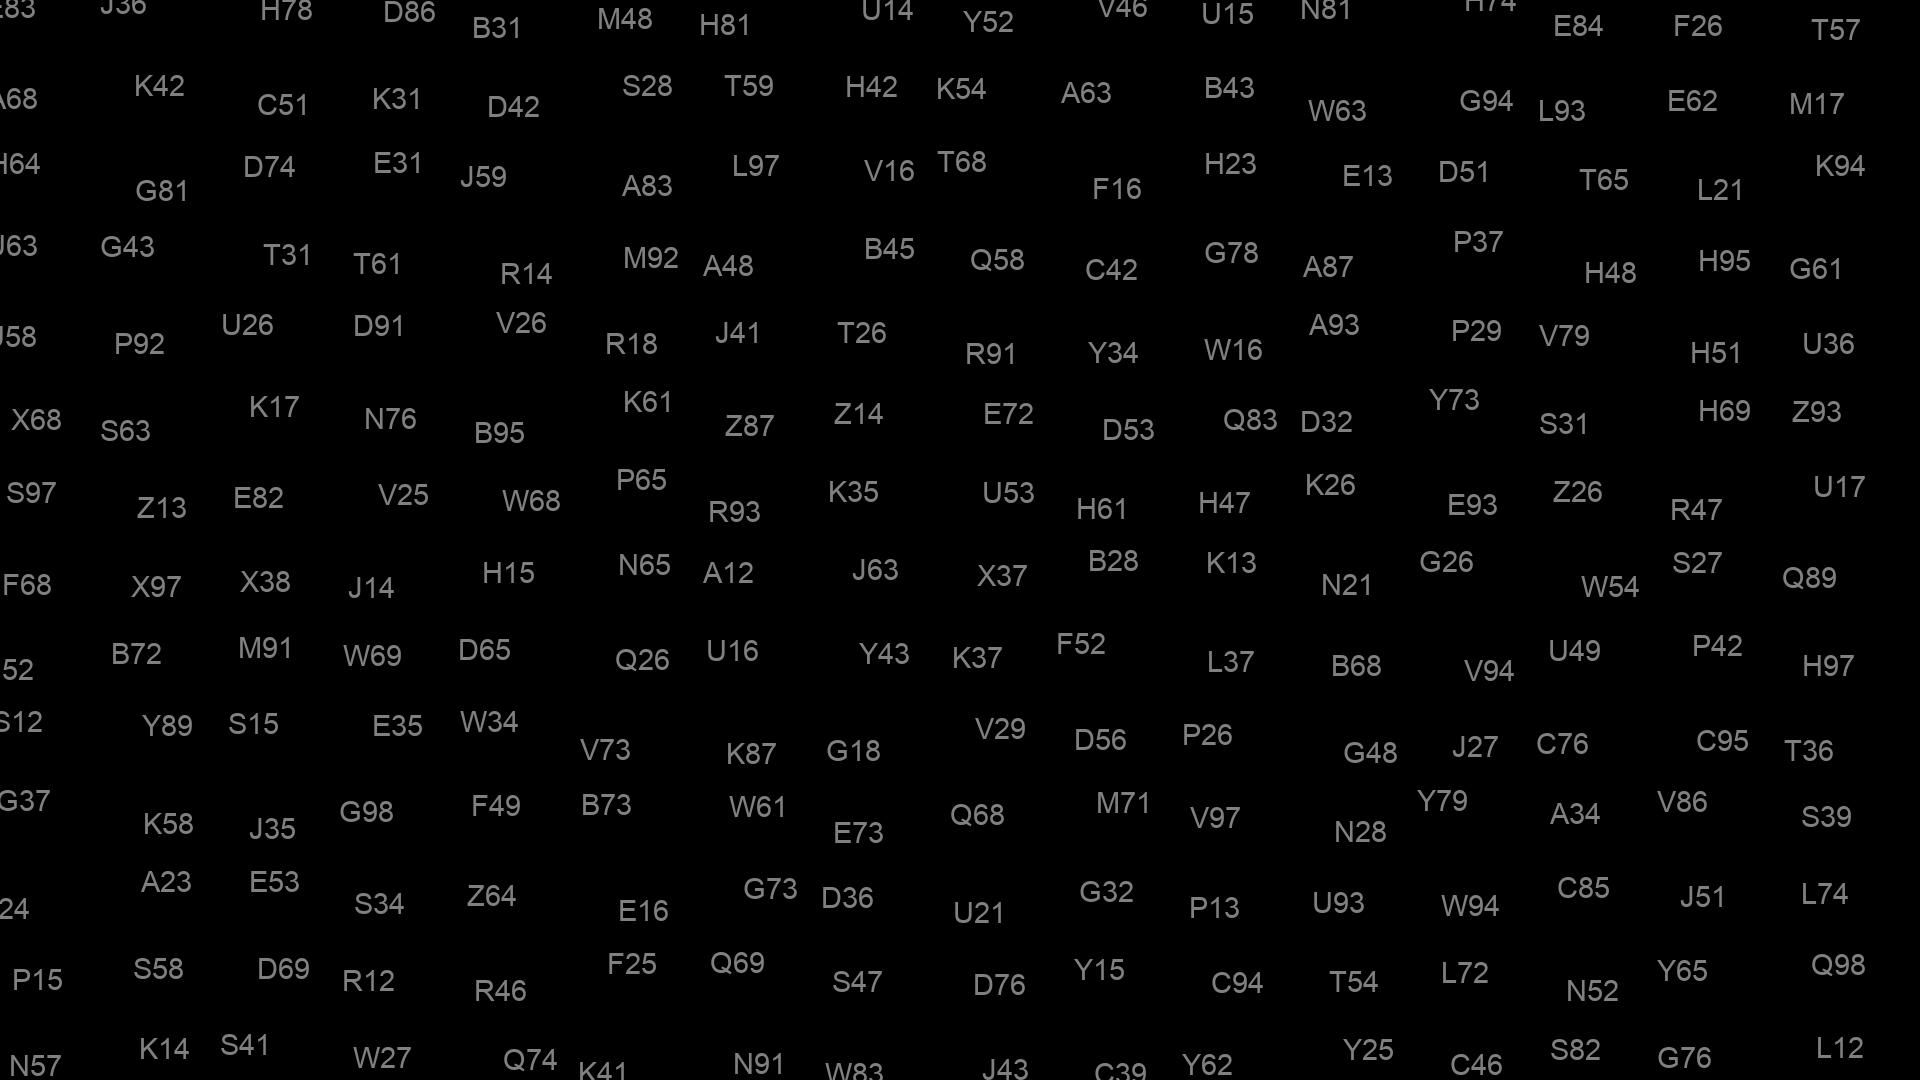 J36 H78 D86 B31 M48 H81 U14 Y52 V46 U15 N81 H74 E84 F26 T57
A68 K42 C51 K31 D42 S28 T59 H42 K54 A63 B43 W63 G94 L93 E62 M17
H64 G81 D74 E31 J59 A83 L97 V16 T68 F16 H23 E13 D51 T65 L21 K94
G43 T31 T61 R14 M92 A48 B45 Q58 C42 G78 A87 P37 H48 H95 G61
P92 U26 D91 V26 R18 J41 T26 R91 Y34 W16 A93 P29 V79 H51 U36
X68 S63 K17 N76 B95 K61 Z87 Z14 E72 D53 Q83 D32 Y73 S31 H69 Z93
S97 Z13 E82 V25 W68 P65 R93 K35 U53 H61 H47 K26 E93 Z26 R47 U17
F68 X97 X38 J14 H15 N65 A12 J63 X37 B28 K13 N21 G26 W54 S27 Q89
52 B72 M91 W69 D65 Q26 U16 Y43 K37 F52 L37 B68 V94 U49 P42 H97
S12 Y89 S15 E35 W34 V73 K87 G18 V29 D56 P26 G48 J27 C76 C95 T36
G37 K58 J35 G98 F49 B73 W61 E73 Q68 M71 V97 N28 Y79 A34 V86 S39
24 A23 E53 S34 Z64 E16 G73 D36 U21 G32 P13 U93 W94 C85 J51 L74
P15 S58 D69 R12 R46 F25 Q69 S47 D76 Y15 C94 T54 L72 N52 Y65 Q98
N57 K14 S41 W27 Q74 K41 N91 W83 J43 C39 Y62 Y25 C46 S82 G76 L12